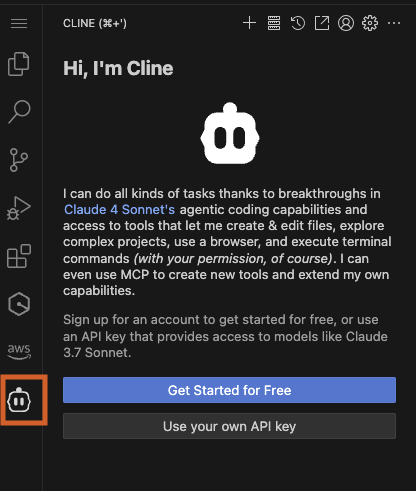 CLINE (⌘+')
Hi, I'm Cline
I can do all kinds of tasks thanks to breakthroughs in
Claude 4 Sonnet's agentic coding capabilities and
access to tools that let me create & edit files, explore
complex projects, use a browser, and execute terminal
commands (with your permission, of course). I can
even use MCP to create new tools and extend my own
capabilities.
Sign up for an account to get started for free, or use
an API key that provides access to models like Claude
3.7 Sonnet.
aws
Get Started for Free
Use your own API key